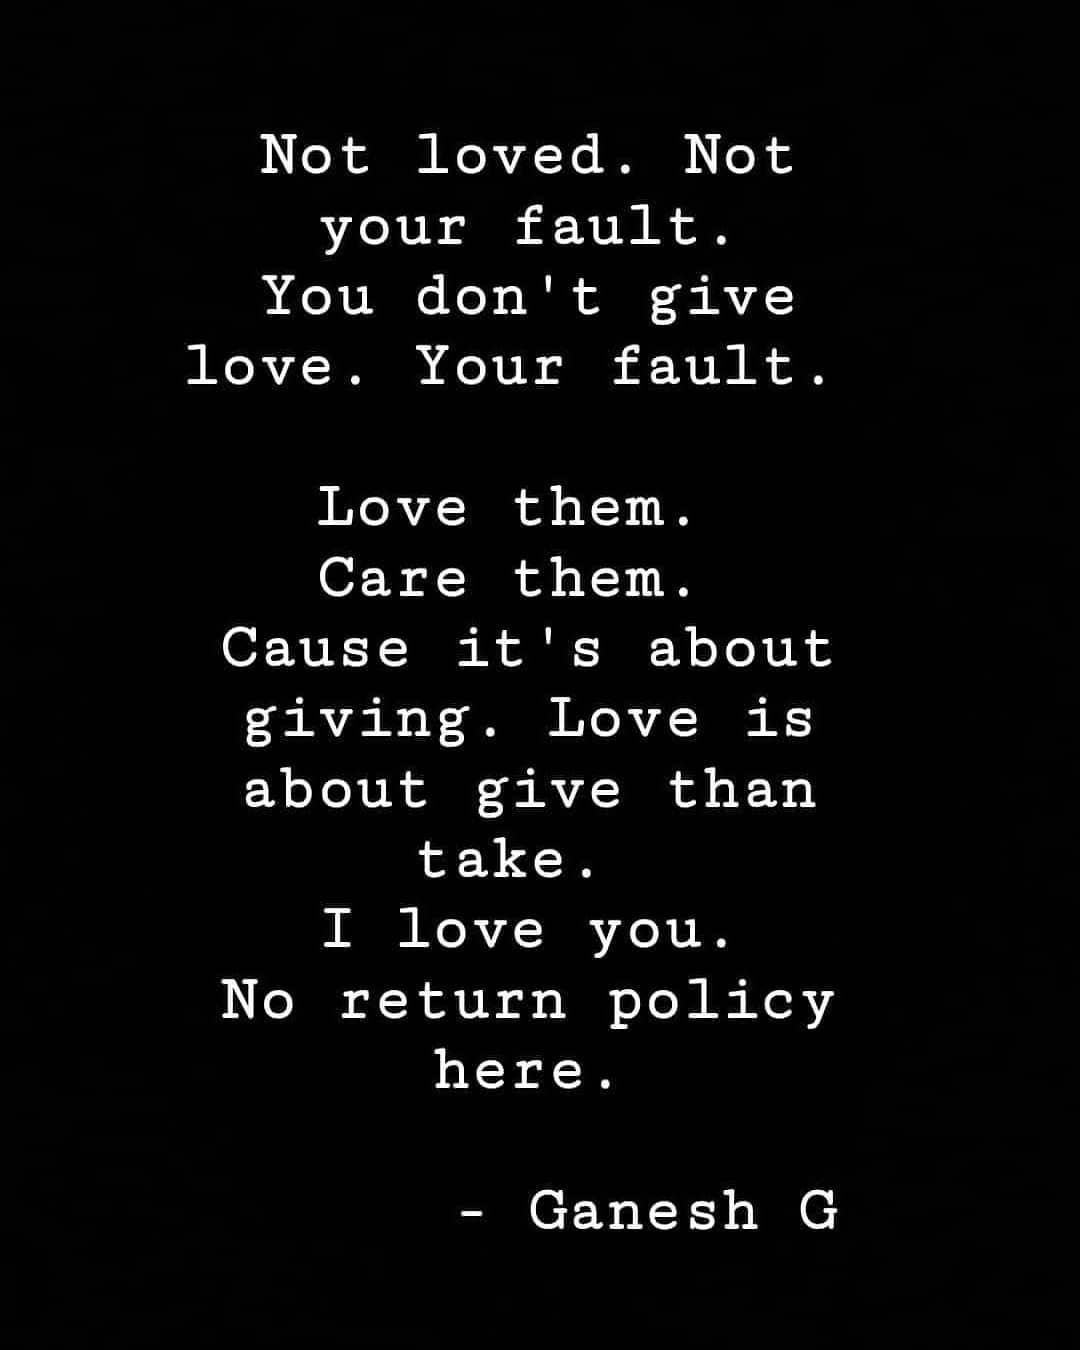 Not loved. Not
your fault.
You don't give
love. Your fault.
Love them.
Care them.
Cause it's about
giving. Love is
about give than
take.
I love you.
No return policy
here.
- Ganesh G